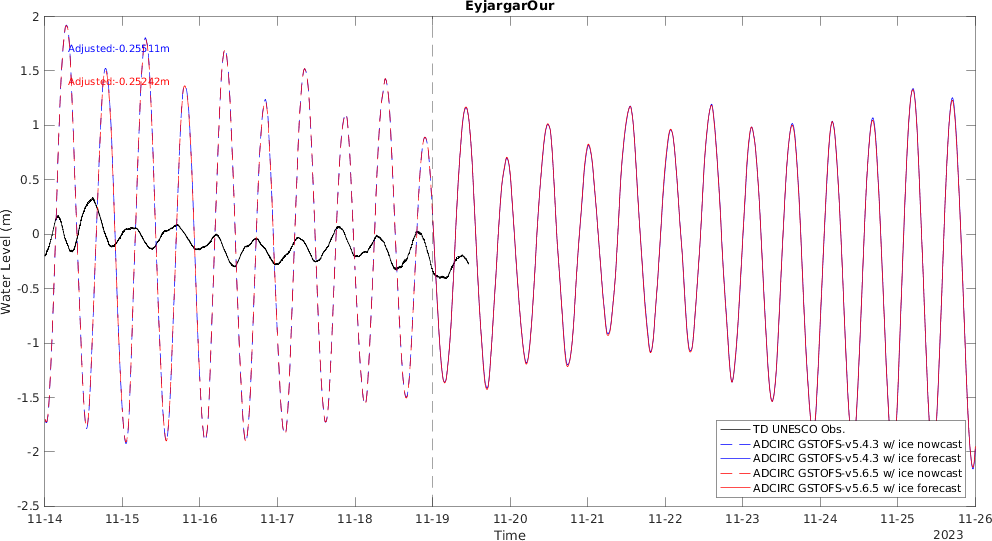 EyjargarOur
Adjusted:-0.25511m
Adjusted:-0.25242m
Water Level (m)
2
1.5
1
0.5
0
-0.5
-1
-1.5
-2
-2.5
TD UNESCO Obs.
ADCIRC GSTOFS-v5.4.3 w/ ice nowcast
ADCIRC GSTOFS-v5.4.3 w/ ice forecast
ADCIRC GSTOFS-v5.6.5 w/ ice nowcast
ADCIRC GSTOFS-v5.6.5 w/ ice forecast
11-14 11-15 11-16 11-17 11-18 11-19 11-20 11-21 11-22 11-23 11-24 11-25 11-26
Time
2023